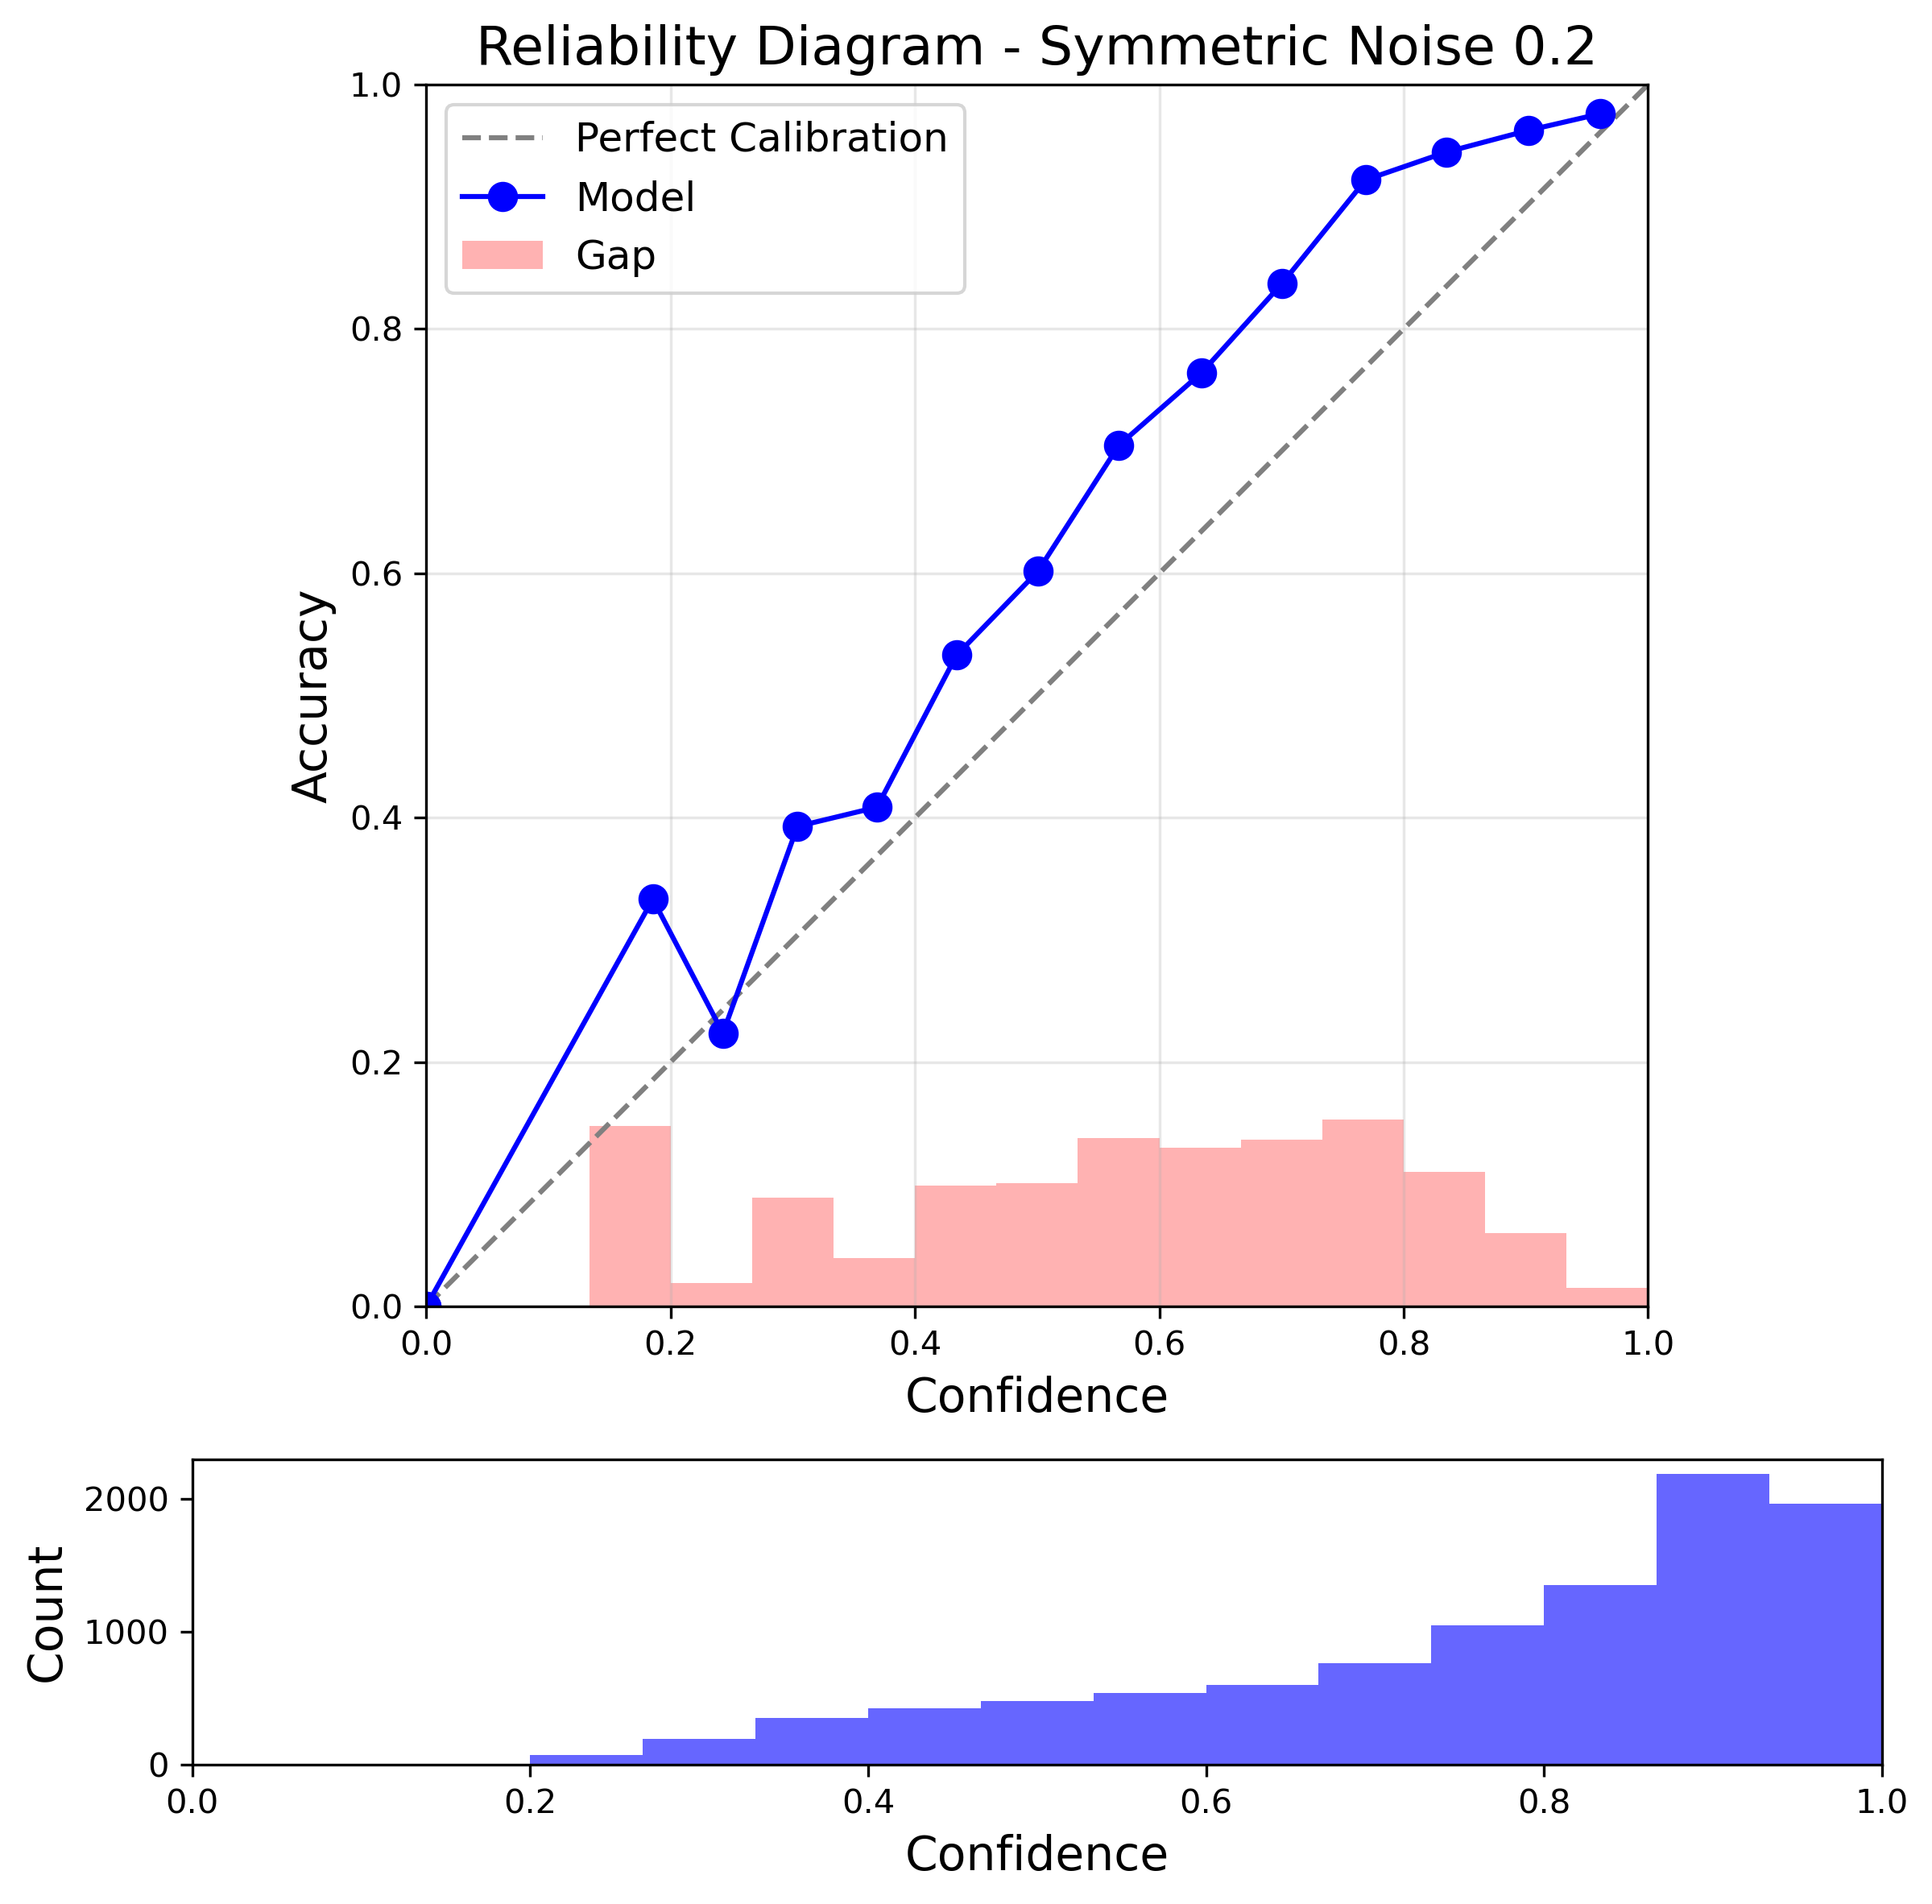 Reliability Diagram - Symmetric Noise 0.2
Perfect Calibration
Model
Gap
1.0
0.8
0.6
0.4
0.2
0.0
Accuracy
0.0 0.2 0.4 0.6 0.8 1.0
Confidence
2000
1000
0
Count
0.0 0.2 0.4 0.6 0.8 1.0
Confidence